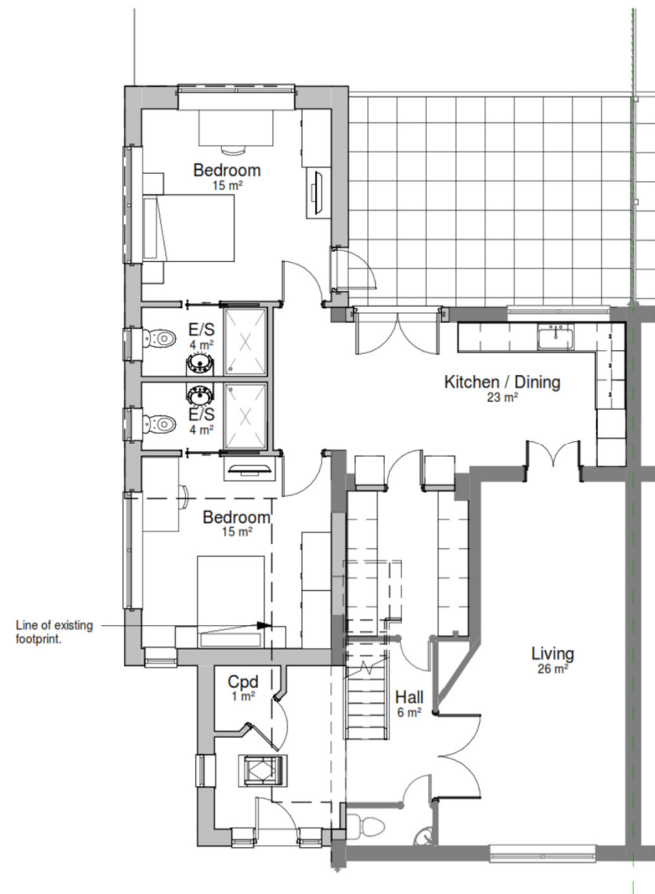 Bedroom
15 m²
E/S
4 m²
E/S
4 m²
Kitchen / Dining
23 m²
Bedroom
15 m²
Line of existing
footprint.
Cpd
1 m²
Hall
6 m²
Living
26 m²